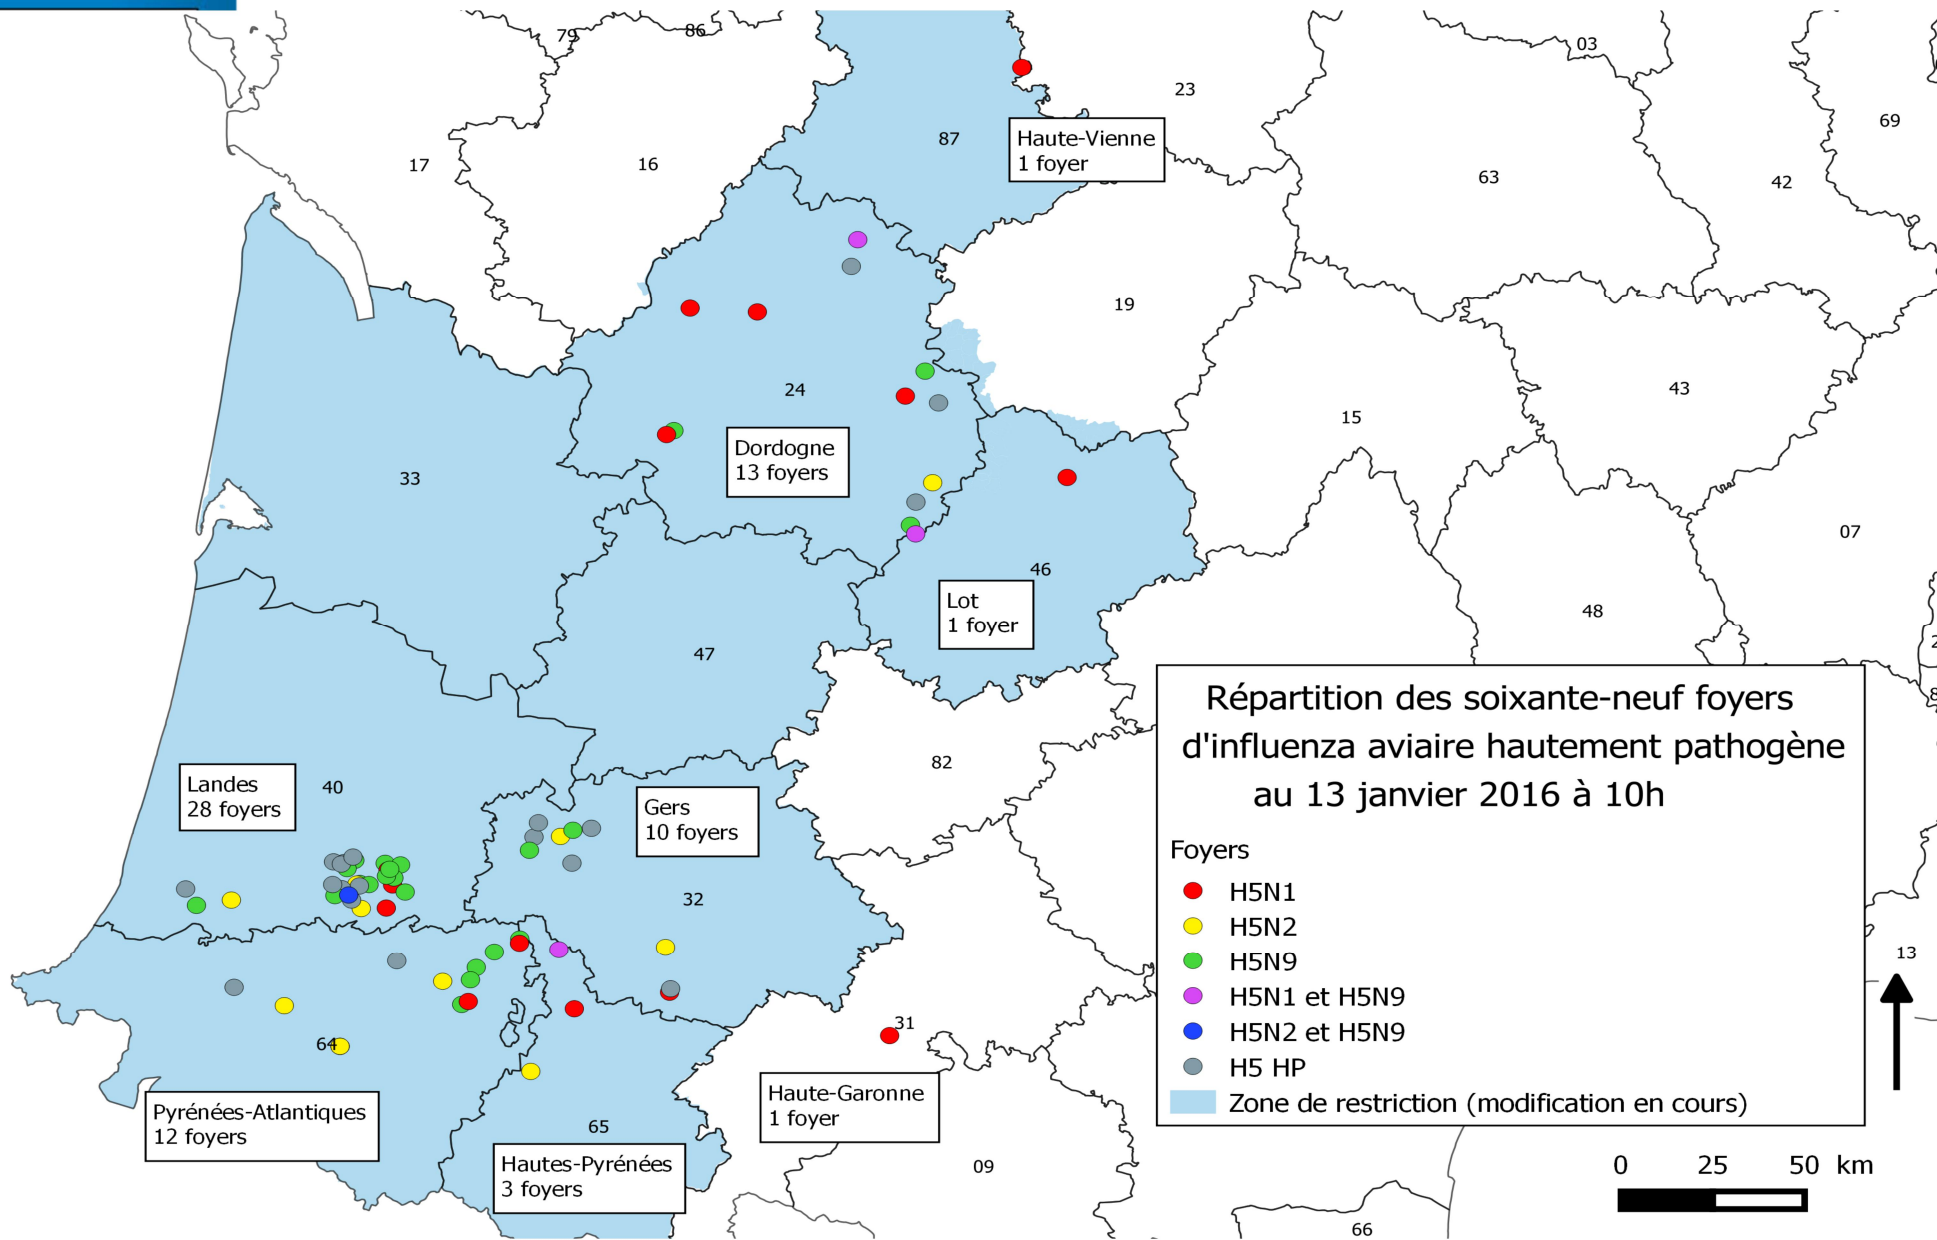 79
86
03
23
69
87
Haute-Vienne
1 foyer
17
16
63
42
19
24
43
15
Dordogne
13 foyers
33
07
46
Lot
1 foyer
48
47
2
8
Répartition des soixante-neuf foyers
d'influenza aviaire hautement pathogène
au 13 janvier 2016 à 10h
82
Landes
28 foyers
40
Gers
10 foyers
32
Foyers
H5N1
H5N2
H5N9
H5N1 et H5N9
H5N2 et H5N9
H5 HP
Zone de restriction (modification en cours)
13
31
64
Haute-Garonne
1 foyer
Pyrénées-Atlantiques
12 foyers
65
Hautes-Pyrénées
3 foyers
09
0 25 50 km
66